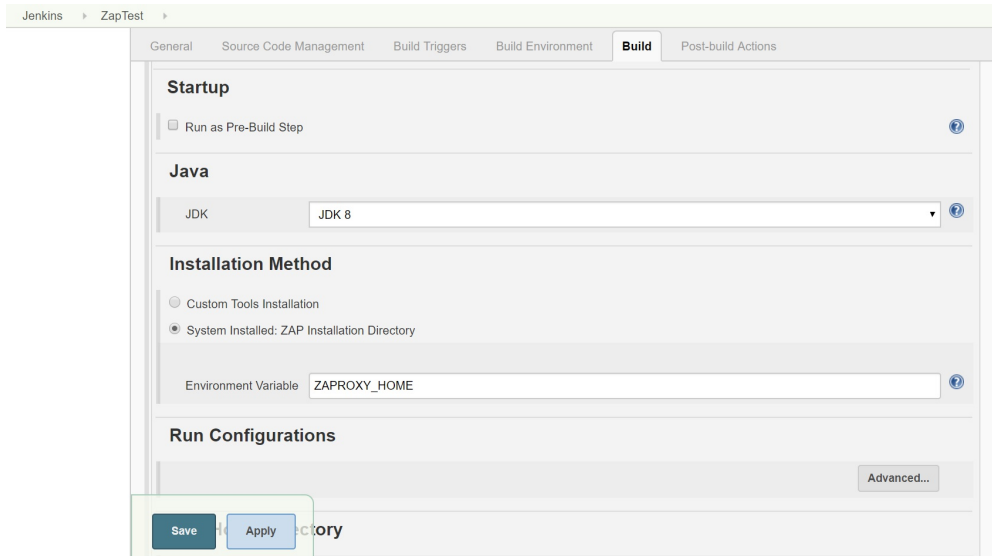 Jenkins ZapTest
General Source Code Management Build Triggers Build Environment Build Post-build Actions
Startup
Run as Pre-Build Step
Java
JDK JDK 8
Installation Method
Custom Tools Installation
System Installed: ZAP Installation Directory
Environment Variable ZAPROXY_HOME
Run Configurations
Advanced...
Save Apply